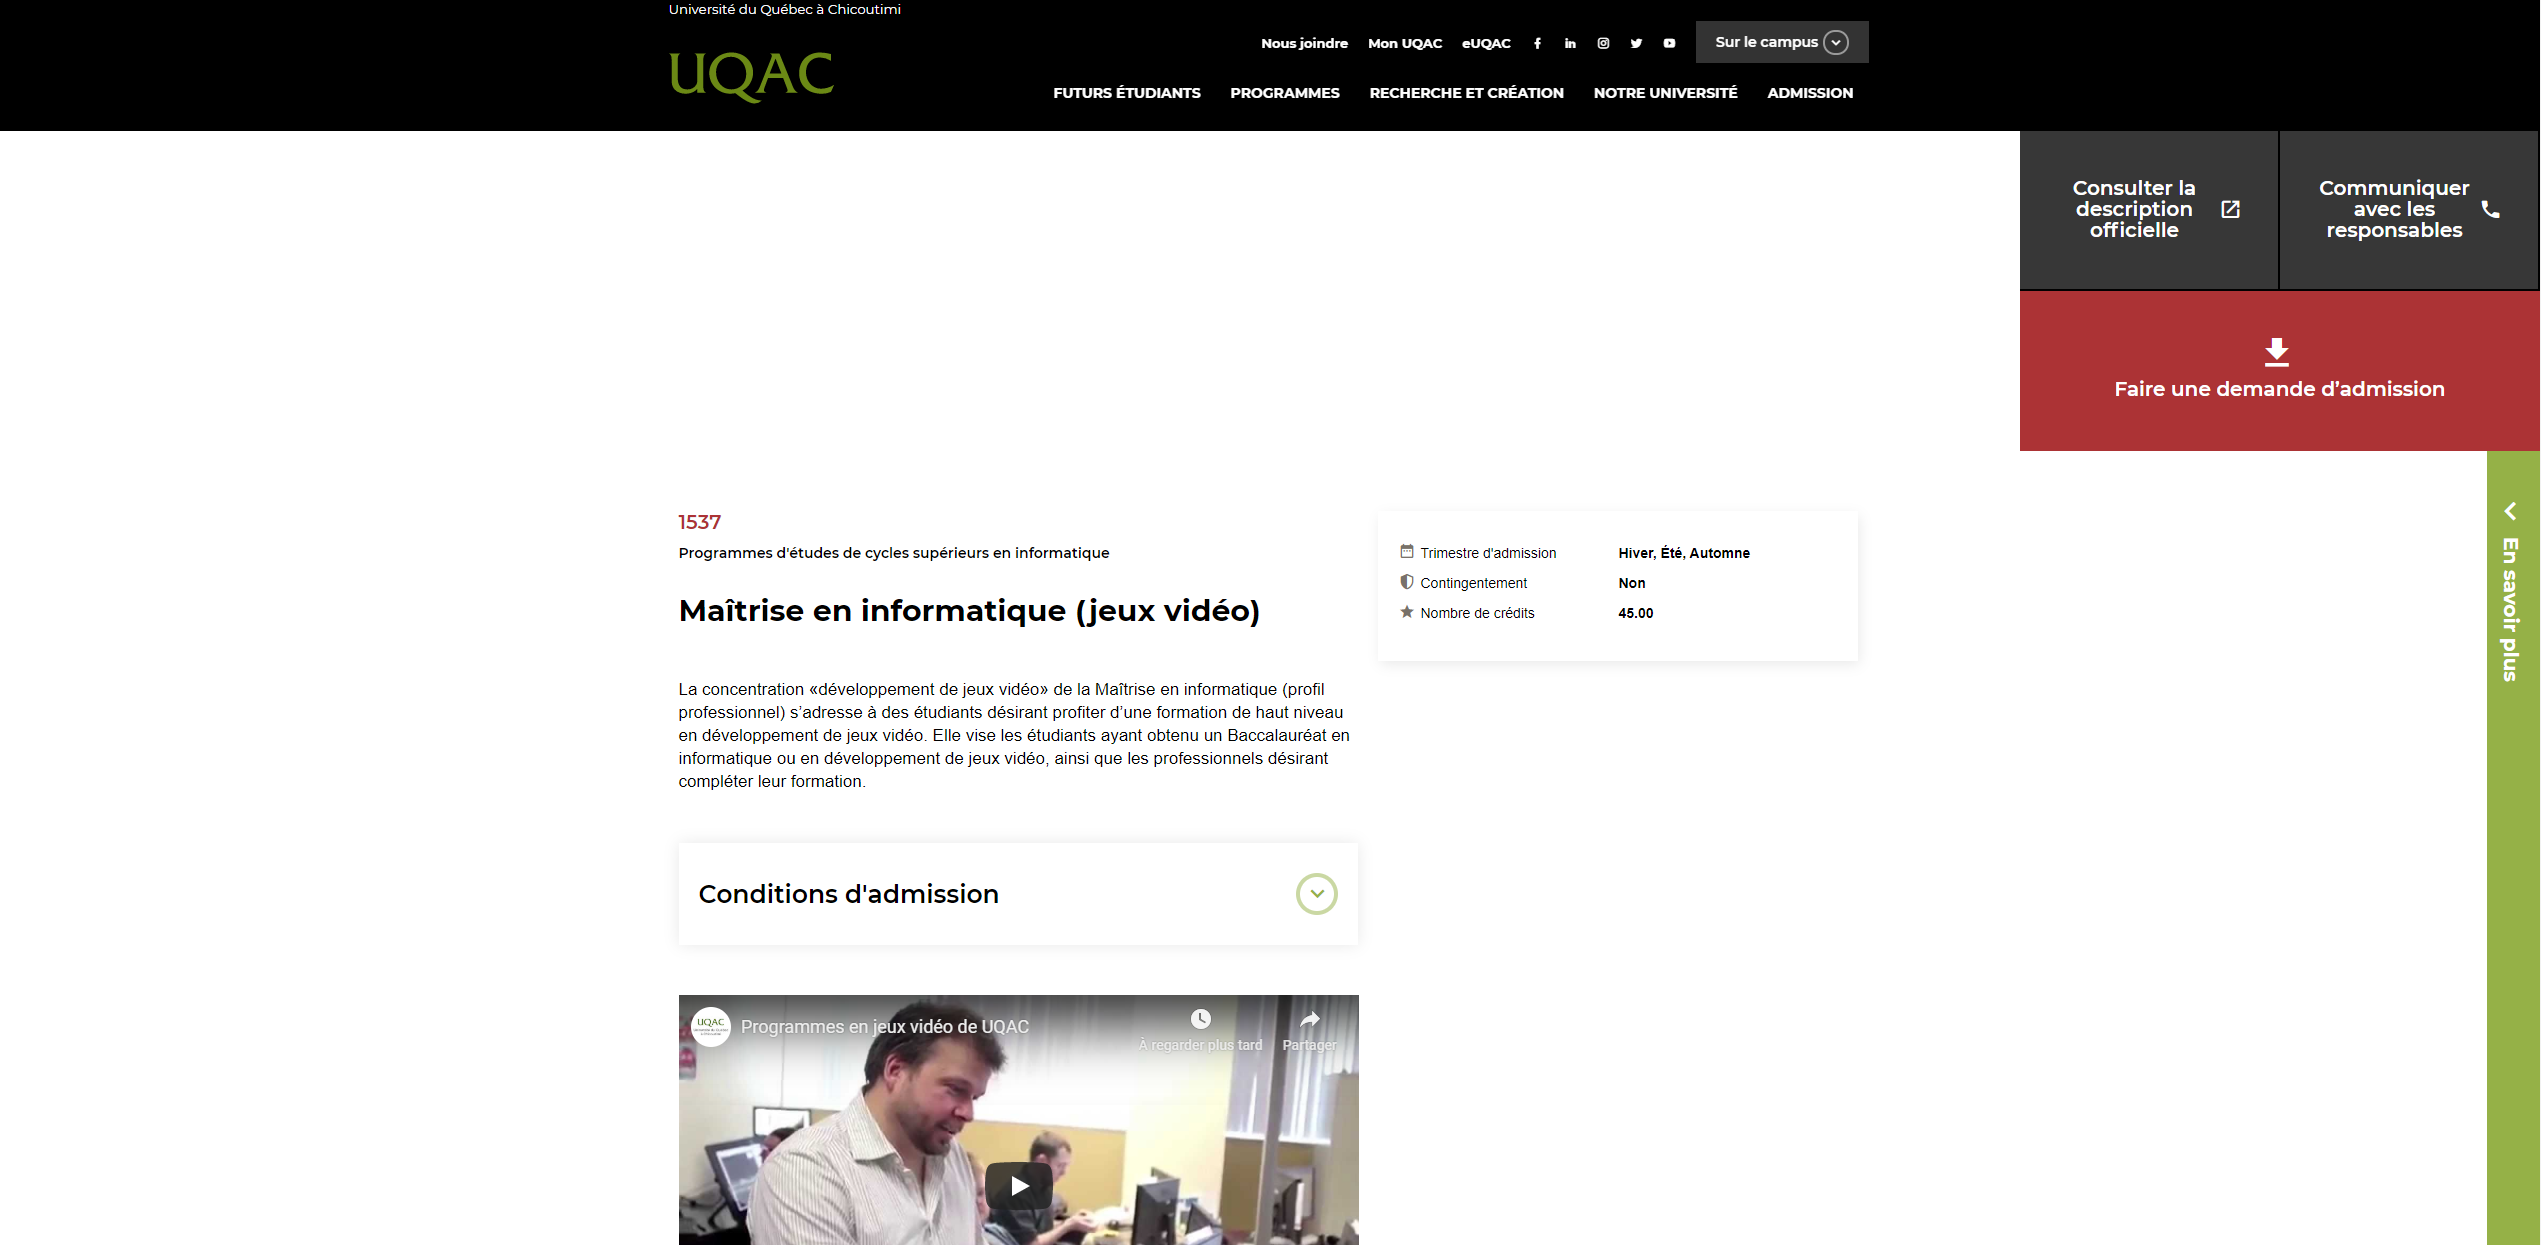 Université du Québec à Chicoutimi
UQAC
Nous joindre Mon UQAC eUQAC Sur le campus
FUTURS ÉTUDIANTS PROGRAMMES RECHERCHE ET CRÉATION NOTRE UNIVERSITÉ ADMISSION
Consulter la
description
officielle
Communiquer
avec les
responsables
Faire une demande d’admission
En savoir plus
1537
Programmes d'études de cycles supérieurs en informatique
Maîtrise en informatique (jeux vidéo)
Trimestre d'admission Hiver, Été, Automne
Contingentement Non
Nombre de crédits 45.00
La concentration «développement de jeux vidéo» de la Maîtrise en informatique (profil
professionnel) s’adresse à des étudiants désirant profiter d’une formation de haut niveau
en développement de jeux vidéo. Elle vise les étudiants ayant obtenu un Baccalauréat en
informatique ou en développement de jeux vidéo, ainsi que les professionnels désirant
compléter leur formation.
Conditions d'admission
UQAC
Programmes en jeux vidéo de UQAC
À regarder plus tard
Partager